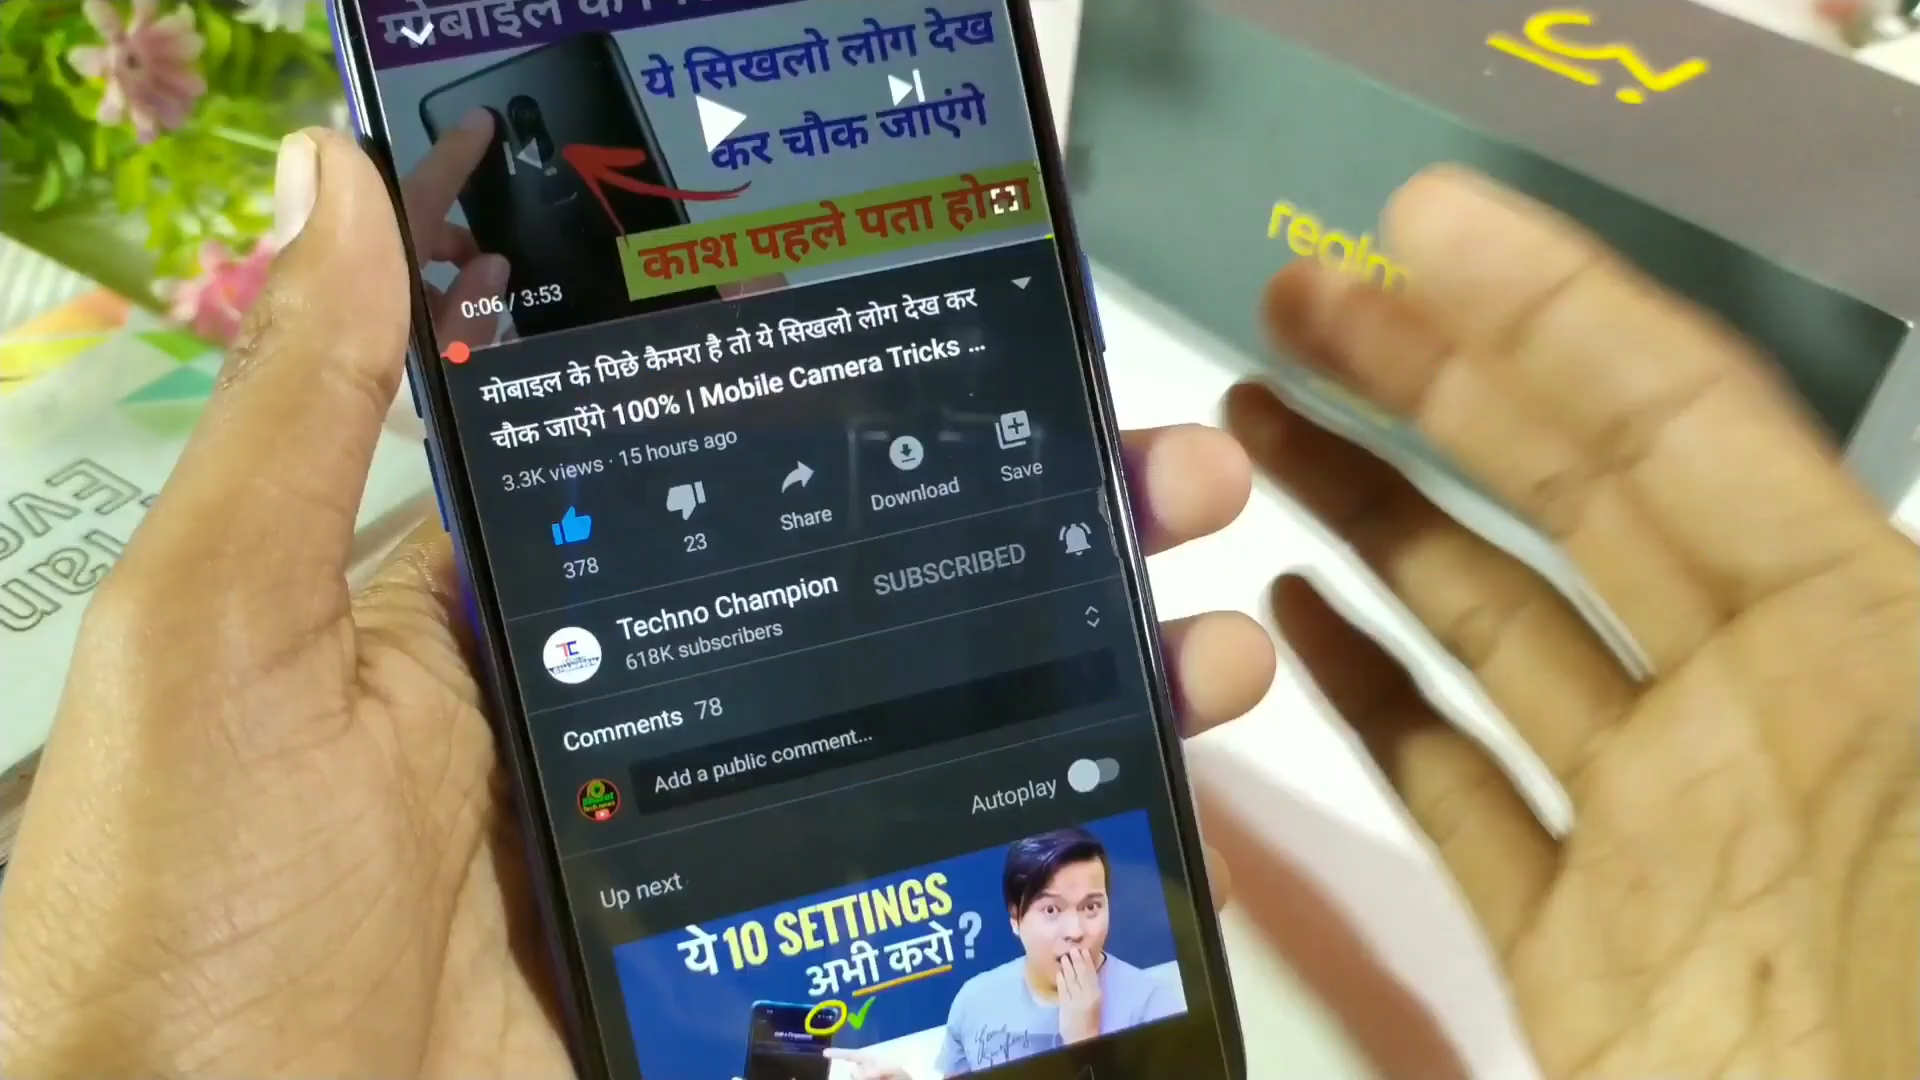 मोबाइल के
ये सिखलो लोग देख
कर चौक जाएंगे
काश पहले पता होता
0:06 / 3:53
मोबाइल के पिछे कैमरा है तो ये सिखलो लोग देख कर
चौक जाऐंगे 100% | Mobile Camera Tricks ...
3.3K views · 15 hours ago
378
23
Share
Download
Save
Techno Champion
618K subscribers
SUBSCRIBED
Comments 78
Add a public comment...
Autoplay
Up next
ये 10 SETTINGS
अभी करो?
realm